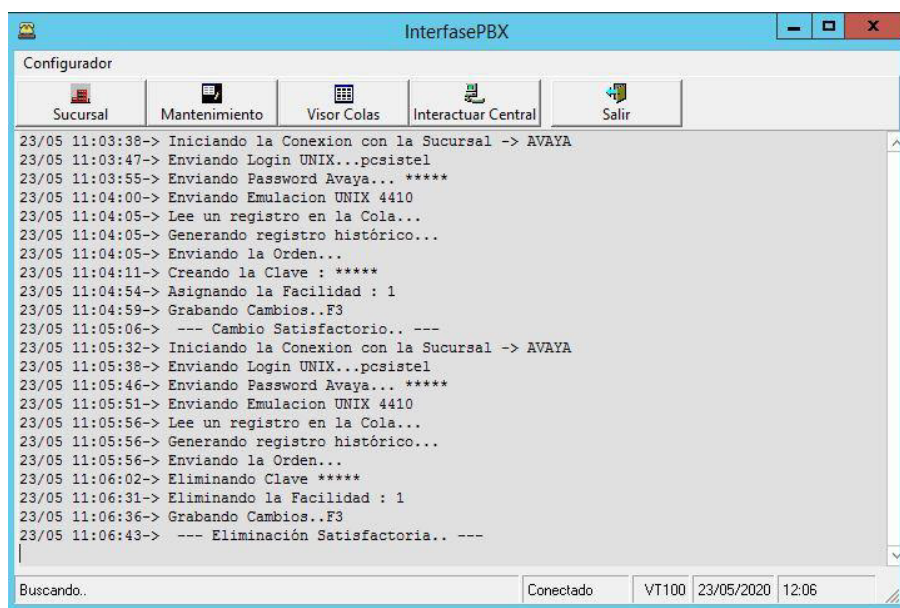 InterfasePBX
Configurador
Sucursal Mantenimiento Visor Colas Interactuar Central Salir
23/05 11:03:38-> Iniciando la Conexion con la Sucursal -> AVAYA
23/05 11:03:47-> Enviando Login UNIX...pcsistel
23/05 11:03:55-> Enviando Password Avaya... *****
23/05 11:04:00-> Enviando Emulacion UNIX 4410
23/05 11:04:05-> Lee un registro en la Cola...
23/05 11:04:05-> Generando registro histórico...
23/05 11:04:05-> Enviando la Orden...
23/05 11:04:11-> Creando la Clave : *****
23/05 11:04:54-> Asignando la Facilidad : 1
23/05 11:04:59-> Grabando Cambios..F3
23/05 11:05:06-> --- Cambio Satisfactorio.. ---
23/05 11:05:32-> Iniciando la Conexion con la Sucursal -> AVAYA
23/05 11:05:38-> Enviando Login UNIX...pcsistel
23/05 11:05:46-> Enviando Password Avaya... *****
23/05 11:05:51-> Enviando Emulacion UNIX 4410
23/05 11:05:56-> Lee un registro en la Cola...
23/05 11:05:56-> Generando registro histórico...
23/05 11:05:56-> Enviando la Orden...
23/05 11:06:02-> Eliminando Clave *****
23/05 11:06:31-> Eliminando la Facilidad : 1
23/05 11:06:36-> Grabando Cambios..F3
23/05 11:06:43-> --- Eliminación Satisfactoria.. ---
Buscando.. Conectado VT100 23/05/2020 12:06